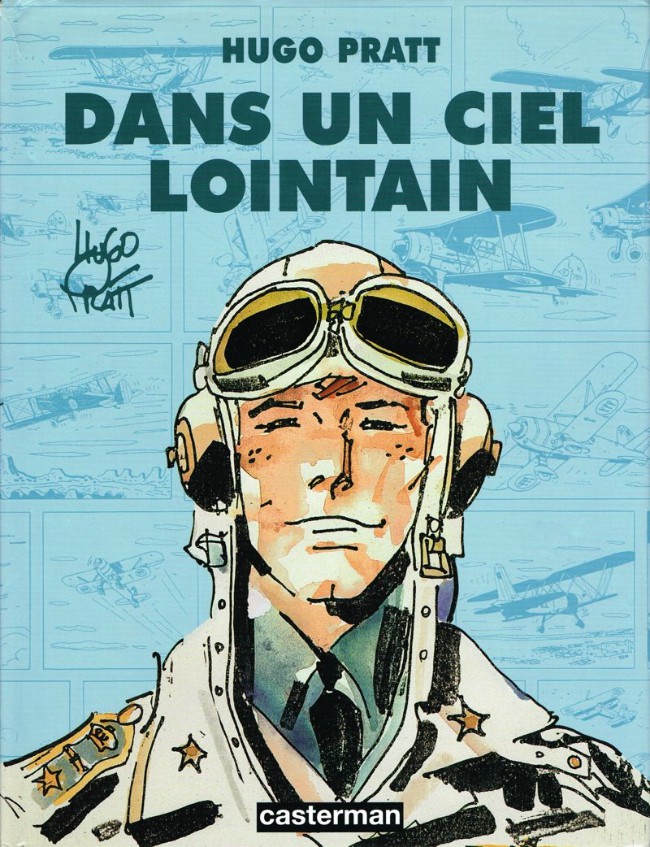 HUGO PRATT
DANS UN CIEL
LOINTAIN
HUGO
PRATT
casterman